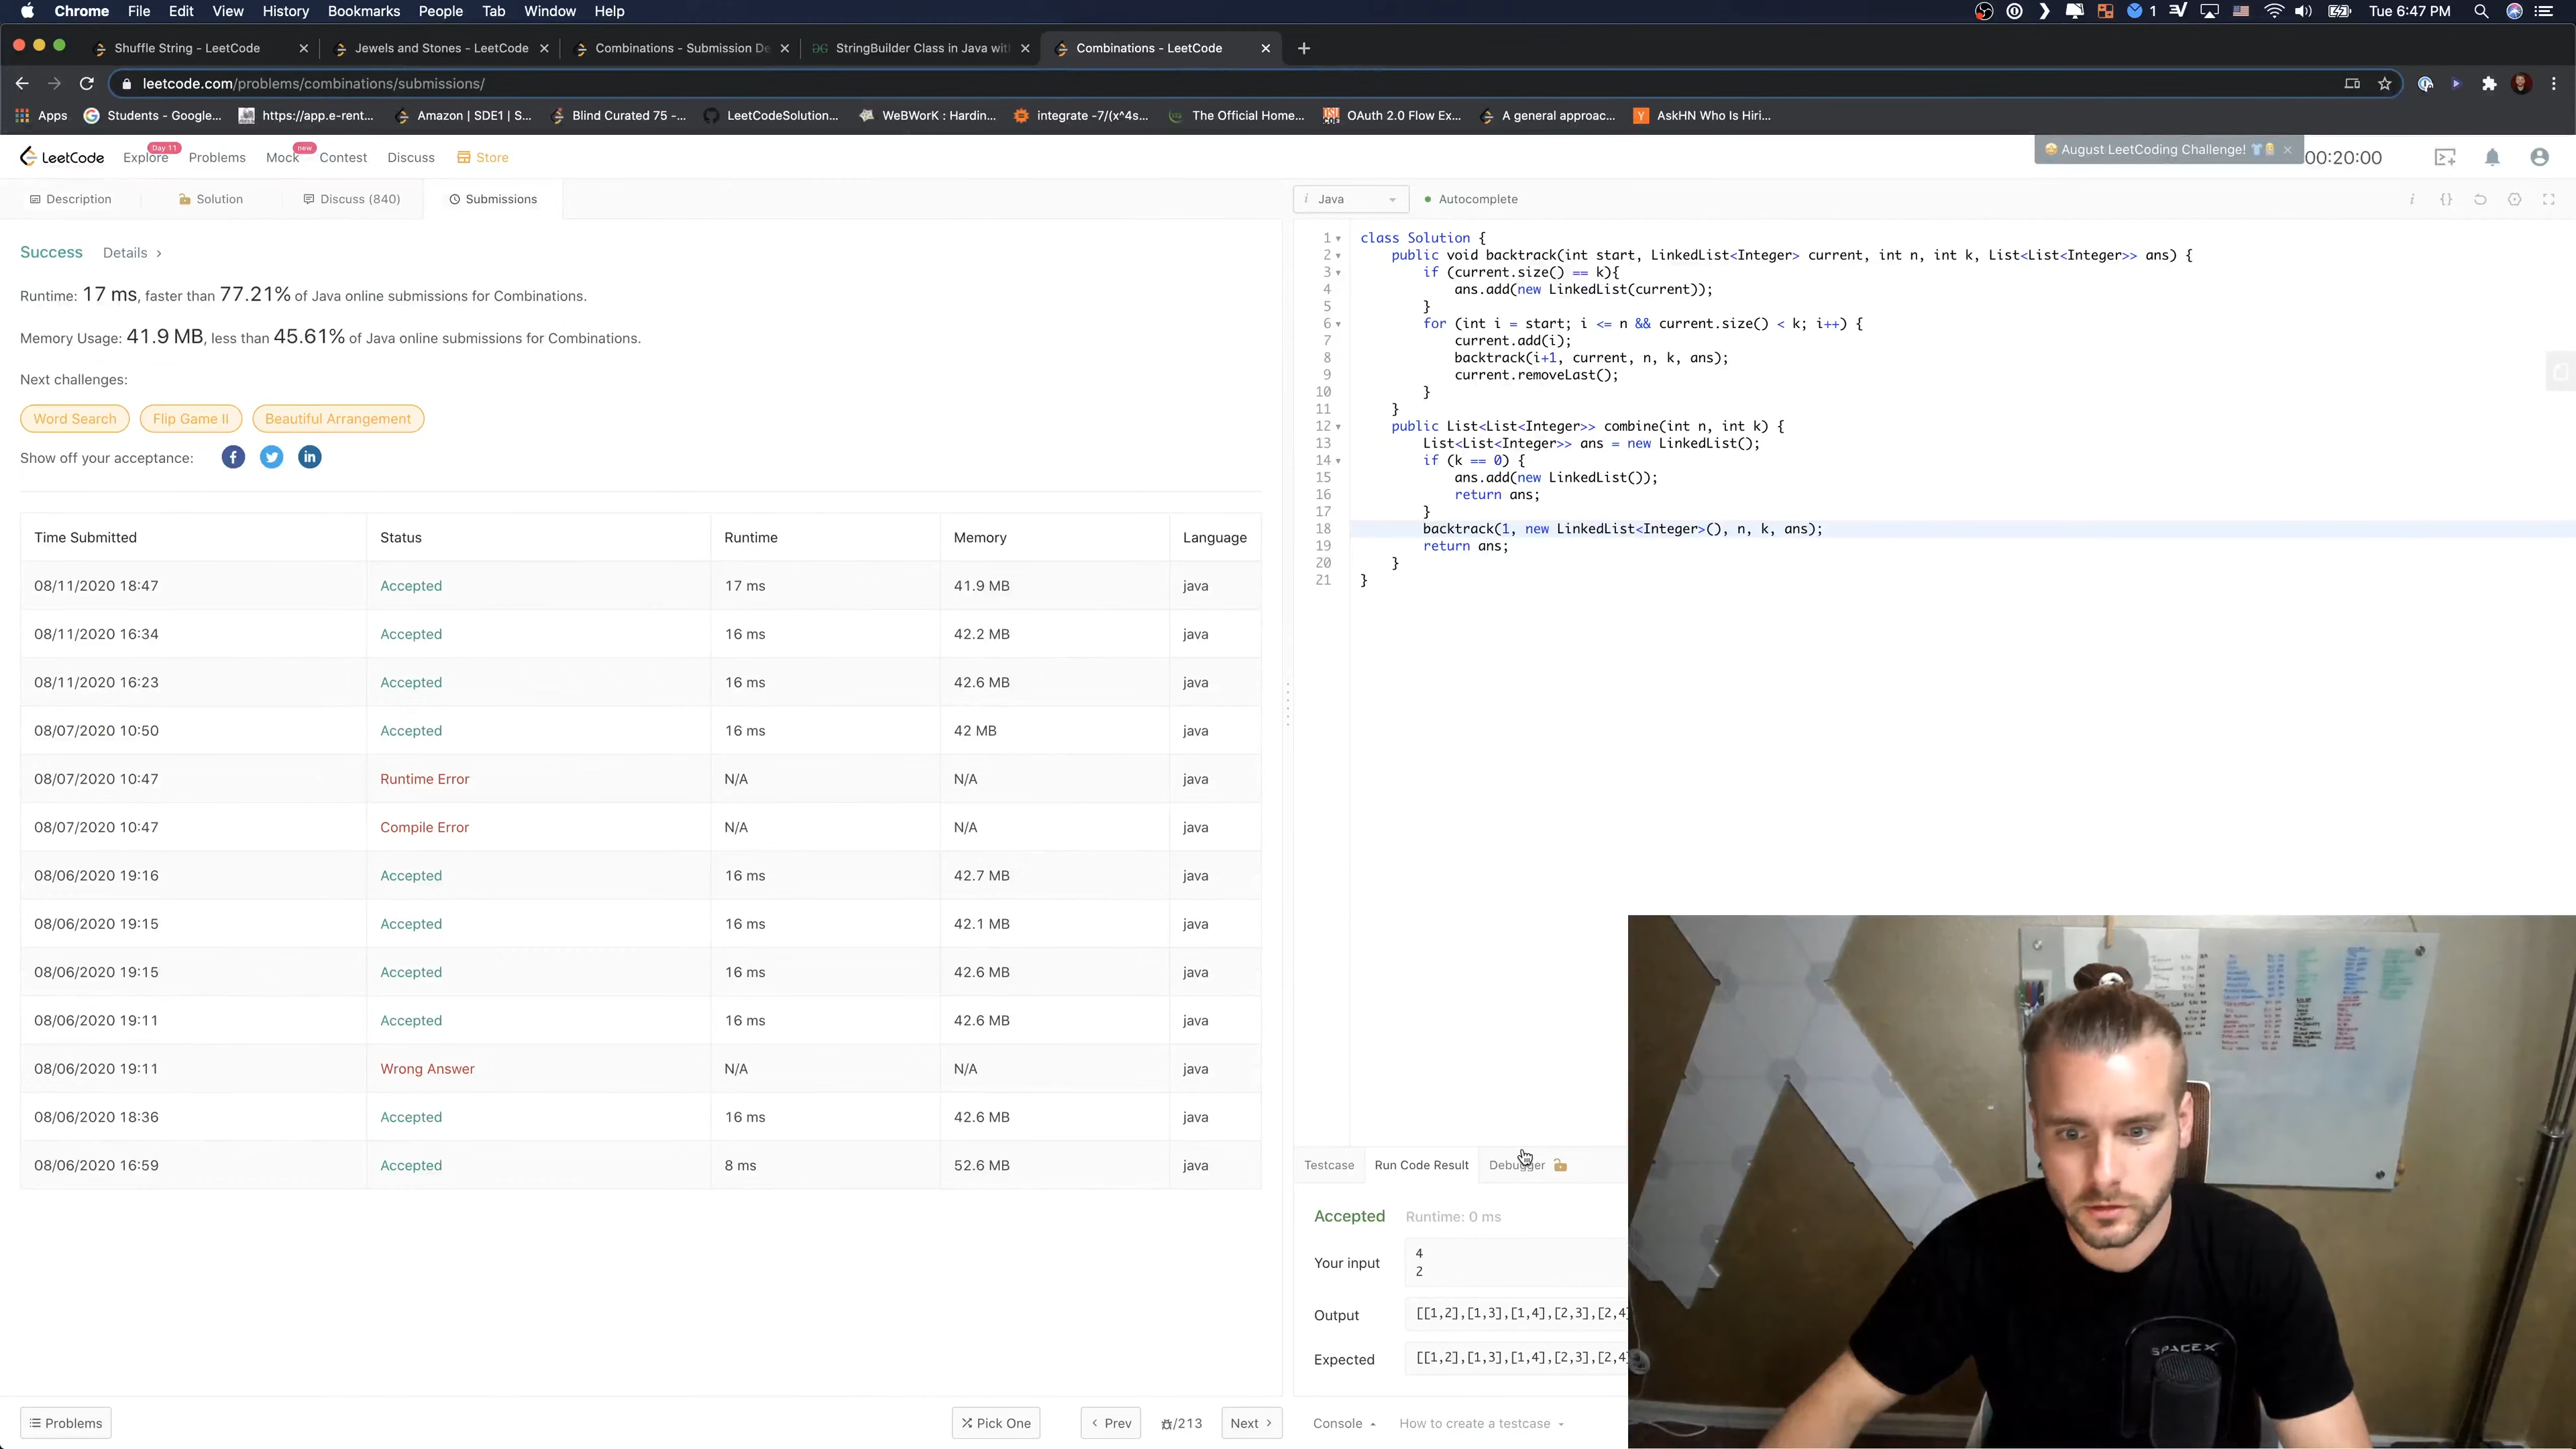 Chrome File Edit View History Bookmarks People Tab Window Help
1 Tue 6:47 PM
Shuffle String - LeetCode
Jewels and Stones - LeetCode
Combinations - Submission De
StringBuilder Class in Java wit
Combinations - LeetCode
leetcode.com/problems/combinations/submissions/
Apps
Students - Google...
https://app.e-rent...
Amazon | SDE1 | S...
Blind Curated 75 -...
LeetCodeSolution...
WeBWorK : Hardin...
integrate -7/(x^4s...
The Official Home...
OAuth 2.0 Flow Ex...
A general approac...
AskHN Who Is Hiri...
LeetCode
Explore
Day 11
Problems
Mock
new
Contest
Discuss
Store
August LeetCoding Challenge!
00:20:00
Description
Solution
Discuss (840)
Submissions
i Java
Autocomplete
Success Details
Runtime: 17 ms, faster than 77.21% of Java online submissions for Combinations.
Memory Usage: 41.9 MB, less than 45.61% of Java online submissions for Combinations.
Next challenges:
Word Search
Flip Game II
Beautiful Arrangement
Show off your acceptance:
Time Submitted Status Runtime Memory Language
08/11/2020 18:47 Accepted 17 ms 41.9 MB java
08/11/2020 16:34 Accepted 16 ms 42.2 MB java
08/11/2020 16:23 Accepted 16 ms 42.6 MB java
08/07/2020 10:50 Accepted 16 ms 42 MB java
08/07/2020 10:47 Runtime Error N/A N/A java
08/07/2020 10:47 Compile Error N/A N/A java
08/06/2020 19:16 Accepted 16 ms 42.7 MB java
08/06/2020 19:15 Accepted 16 ms 42.1 MB java
08/06/2020 19:15 Accepted 16 ms 42.6 MB java
08/06/2020 19:11 Accepted 16 ms 42.6 MB java
08/06/2020 19:11 Wrong Answer N/A N/A java
08/06/2020 18:36 Accepted 16 ms 42.6 MB java
08/06/2020 16:59 Accepted 8 ms 52.6 MB java
1 class Solution {
2 public void backtrack(int start, LinkedList<Integer> current, int n, int k, List<List<Integer>> ans) {
3 if (current.size() == k){
4 ans.add(new LinkedList(current));
5 }
6 for (int i = start; i <= n && current.size() < k; i++) {
7 current.add(i);
8 backtrack(i+1, current, n, k, ans);
9 current.removeLast();
10 }
11 }
12 public List<List<Integer>> combine(int n, int k) {
13 List<List<Integer>> ans = new LinkedList();
14 if (k == 0) {
15 ans.add(new LinkedList());
16 return ans;
17 }
18 backtrack(1, new LinkedList<Integer>(), n, k, ans);
19 return ans;
20 }
21 }
Testcase
Run Code Result
Debugger
Accepted Runtime: 0 ms
Your input
4
2
Output [[1,2],[1,3],[1,4],[2,3],[2,4]
Expected [[1,2],[1,3],[1,4],[2,3],[2,4]
SPACEX
Problems
Pick One
Prev
/213
Next
Console
How to create a testcase